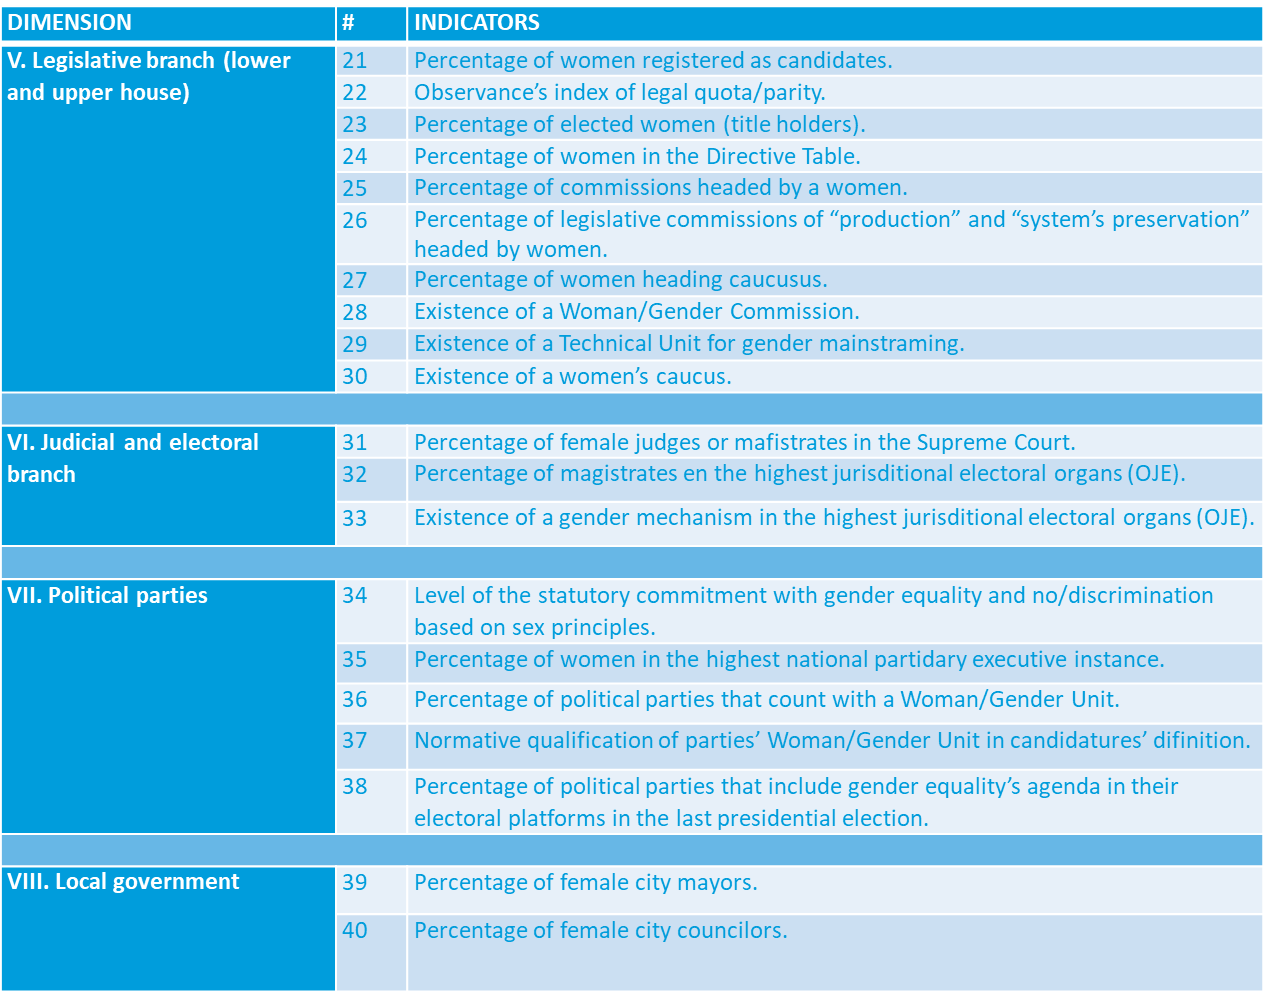 DIMENSION # INDICATORS
V. Legislative branch (lower and upper house)
21 Percentage of women registered as candidates.
22 Observance’s index of legal quota/parity.
23 Percentage of elected women (title holders).
24 Percentage of women in the Directive Table.
25 Percentage of commissions headed by a women.
26 Percentage of legislative commissions of “production” and “system’s preservation”
headed by women.
27 Percentage of women heading caucusus.
28 Existence of a Woman/Gender Commission.
29 Existence of a Technical Unit for gender mainstraming.
30 Existence of a women’s caucus.
VI. Judicial and electoral
branch
31 Percentage of female judges or mafistrates in the Supreme Court.
32 Percentage of magistrates en the highest jurisditional electoral organs (OJE).
33 Existence of a gender mechanism in the highest jurisditional electoral organs (OJE).
VII. Political parties
34 Level of the statutory commitment with gender equality and no/discrimination
based on sex principles.
35 Percentage of women in the highest national partidary executive instance.
36 Percentage of political parties that count with a Woman/Gender Unit.
37 Normative qualification of parties’ Woman/Gender Unit in candidatures’ difinition.
38 Percentage of political parties that include gender equality’s agenda in their
electoral platforms in the last presidential election.
VIII. Local government
39 Percentage of female city mayors.
40 Percentage of female city councilors.